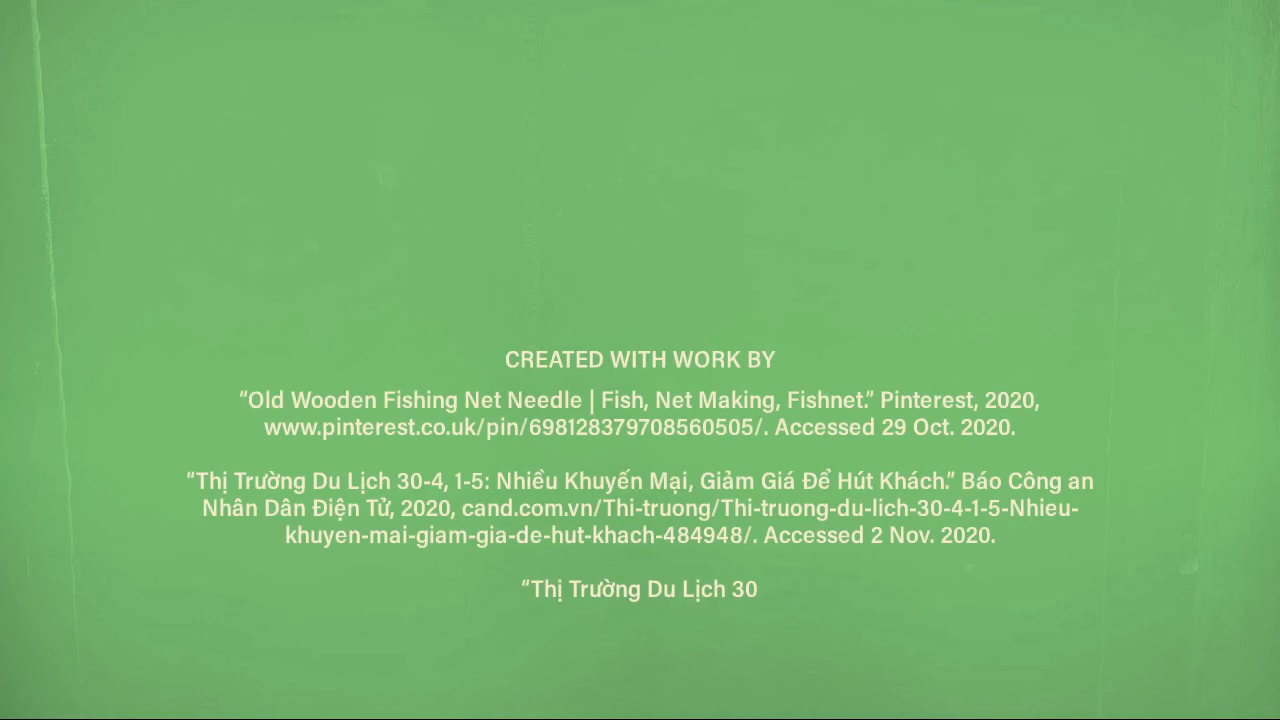 CREATED WITH WORK BY
“Old Wooden Fishing Net Needle | Fish, Net Making, Fishnet.” Pinterest, 2020,
www.pinterest.co.uk/pin/698128379708560505/. Accessed 29 Oct. 2020.
“Thị Trường Du Lịch 30-4, 1-5: Nhiều Khuyến Mại, Giảm Giá Để Hút Khách.” Báo Công an
Nhân Dân Điện Tử, 2020, cand.com.vn/Thi-truong/Thi-truong-du-lich-30-4-1-5-Nhieu-
khuyen-mai-giam-gia-de-hut-khach-484948/. Accessed 2 Nov. 2020.
“Thị Trường Du Lịch 30